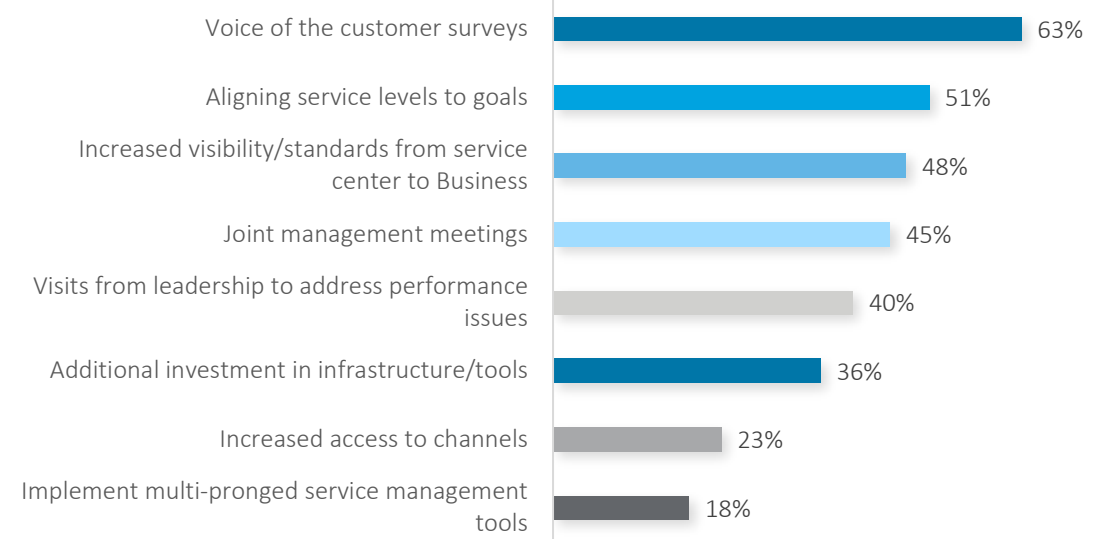 Voice of the customer surveys
63%
Aligning service levels to goals
51%
Increased visibility/standards from service
center to Business
48%
Joint management meetings
45%
Visits from leadership to address performance
issues
40%
Additional investment in infrastructure/tools
36%
Increased access to channels
23%
Implement multi-pronged service management
tools
18%